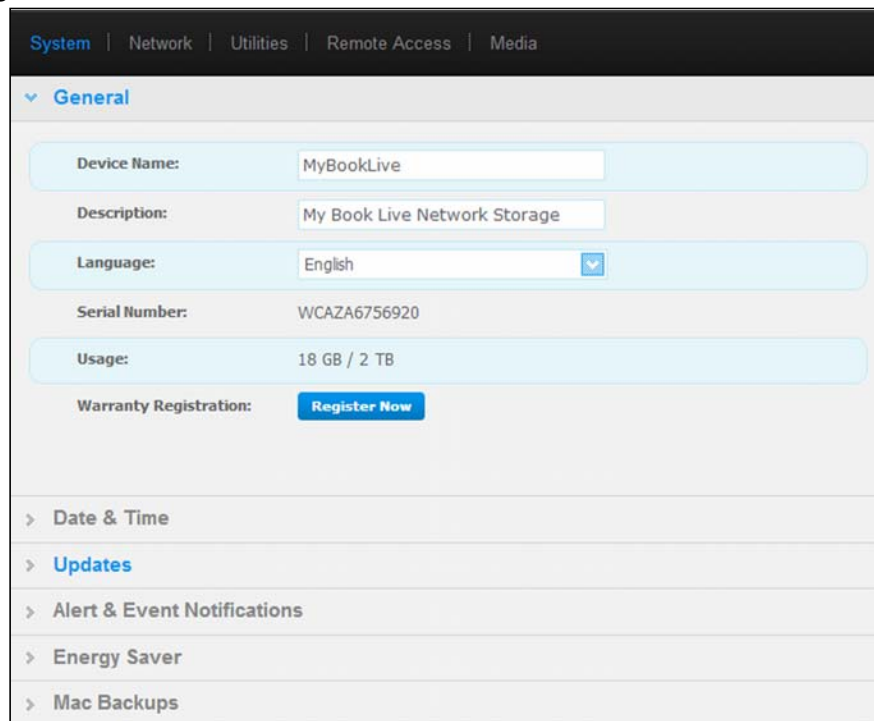 System | Network | Utilities | Remote Access | Media
General
Device Name: MyBookLive
Description: My Book Live Network Storage
Language: English
Serial Number: WCAZA6756920
Usage: 18 GB / 2 TB
Warranty Registration: Register Now
Date & Time
Updates
Alert & Event Notifications
Energy Saver
Mac Backups